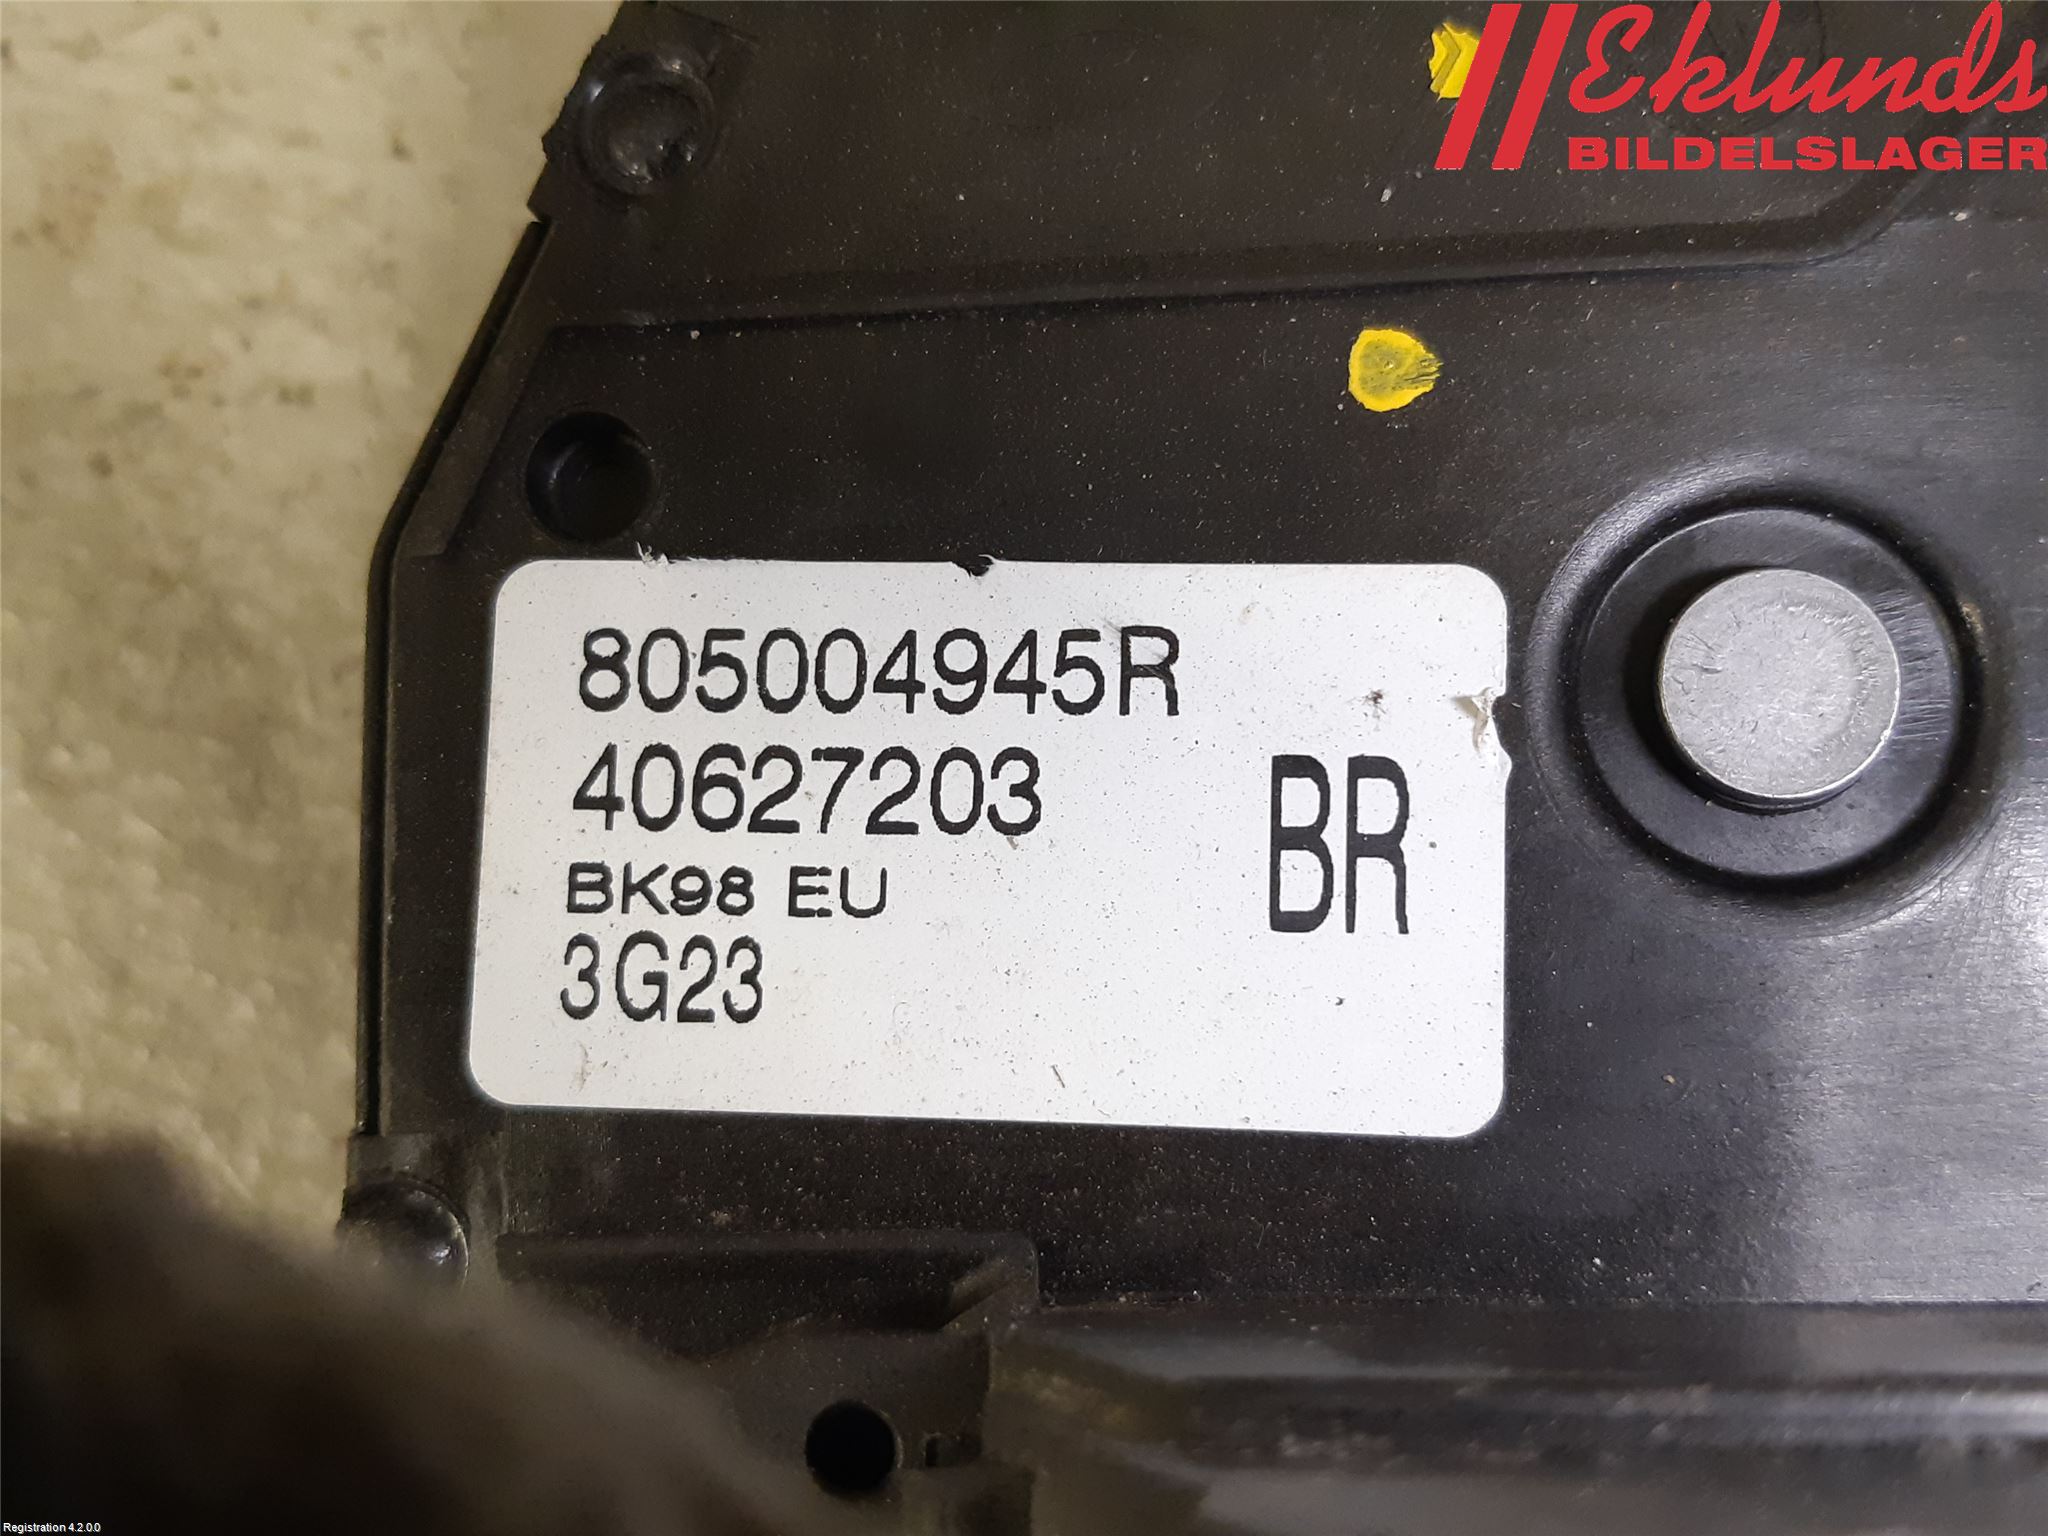 Eklunds
BILDELSLAGER
805004945R
40627203
BR
BK98 EU
3G23
Registration 4.2.0.0